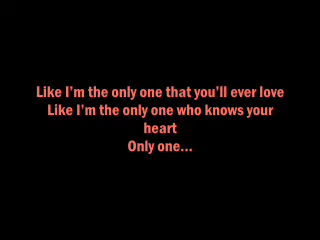 Like I'm the only one that you'll ever love
Like I'm the only one who knows your
heart
Only one...